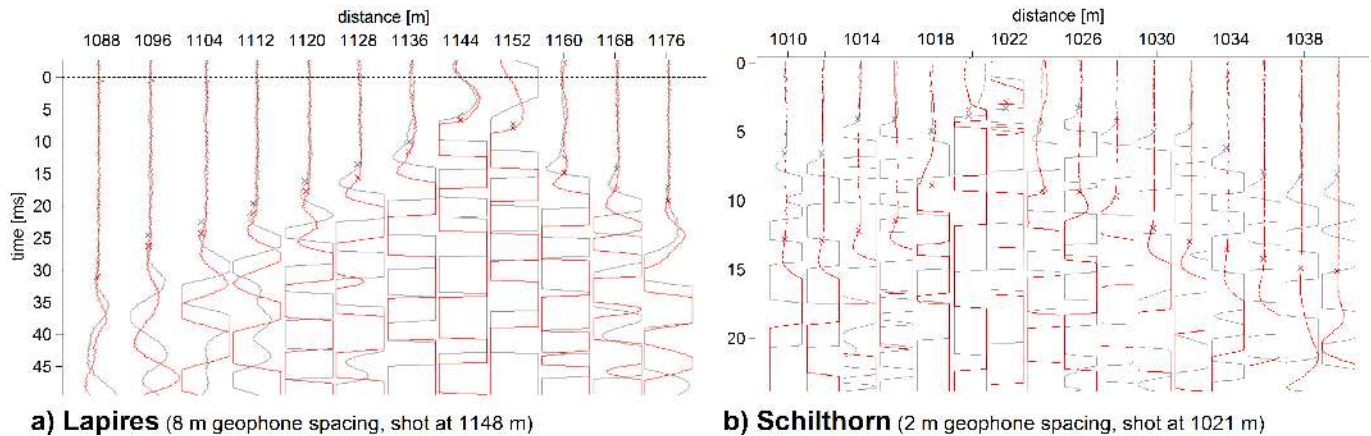 distance [m]
1088 1096 1104 1112 1120 1128 1136 1144 1152 1160 1168 1176
time [ms]
0
5
10
15
20
25
30
35
40
45
a) Lapires (8 m geophone spacing, shot at 1148 m)
distance [m]
1010 1014 1018 1022 1026 1030 1034 1038
0
5
10
15
20
b) Schilthorn (2 m geophone spacing, shot at 1021 m)